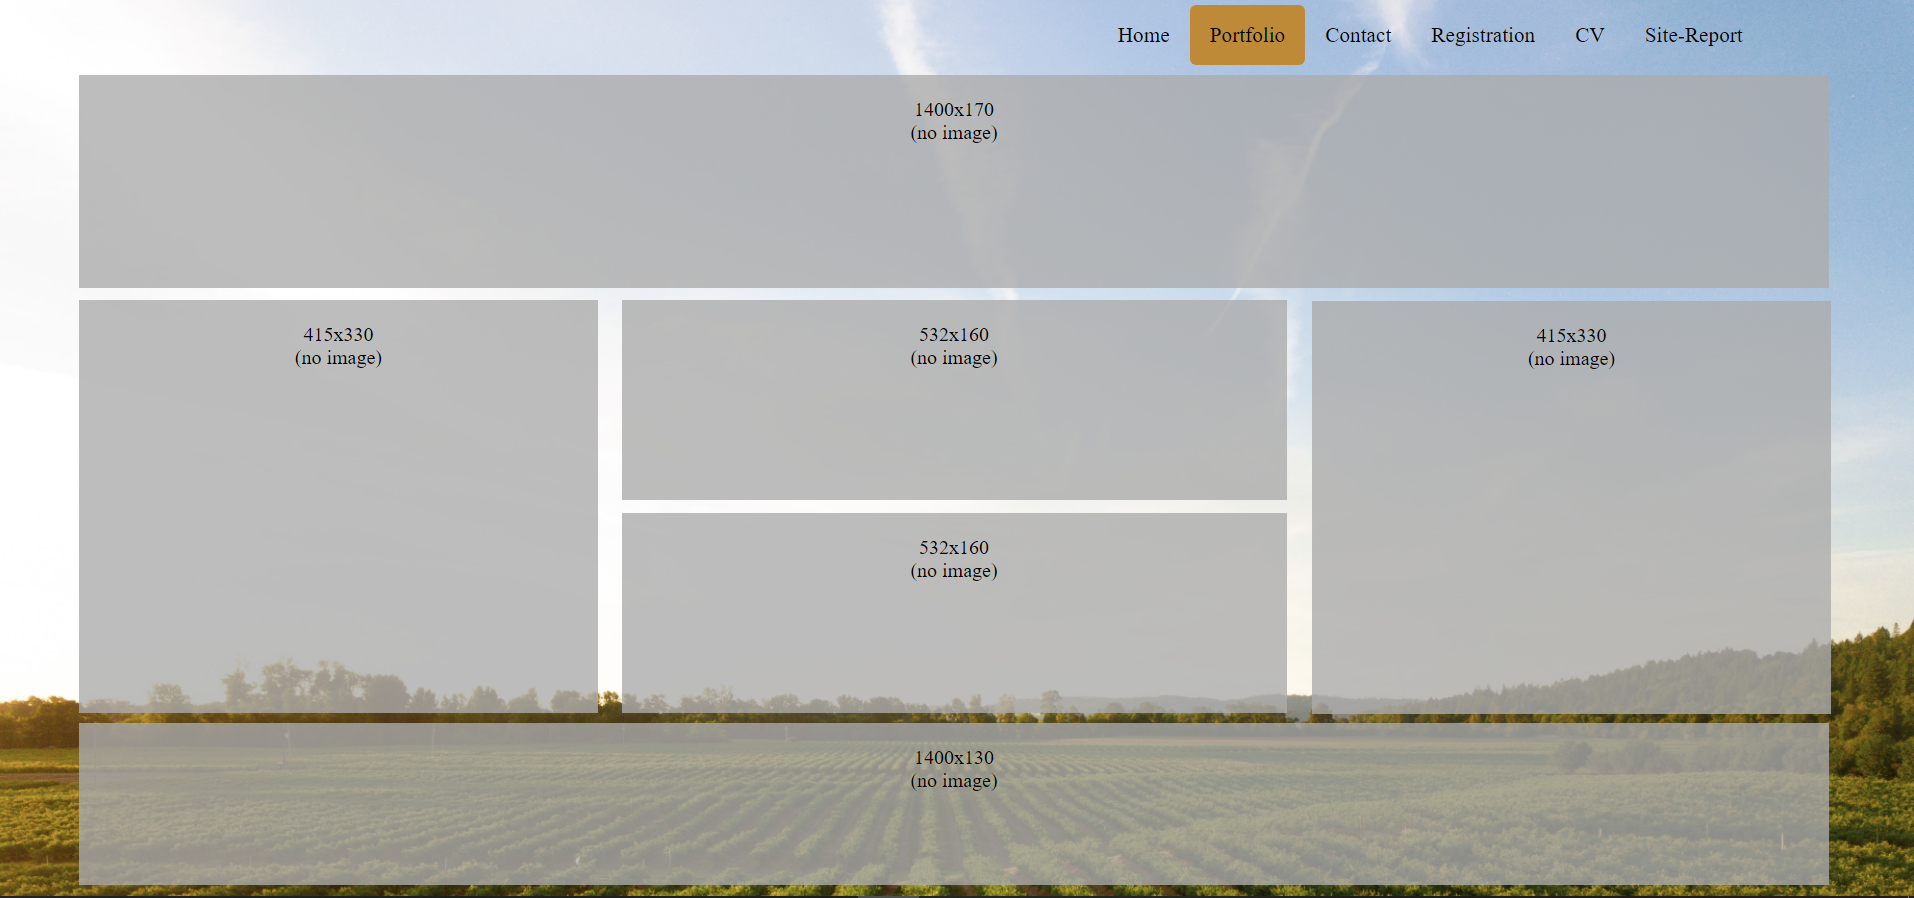 Home Portfolio Contact Registration CV Site-Report
1400x170
(no image)
415x330
(no image)
532x160
(no image)
415x330
(no image)
532x160
(no image)
1400x130
(no image)